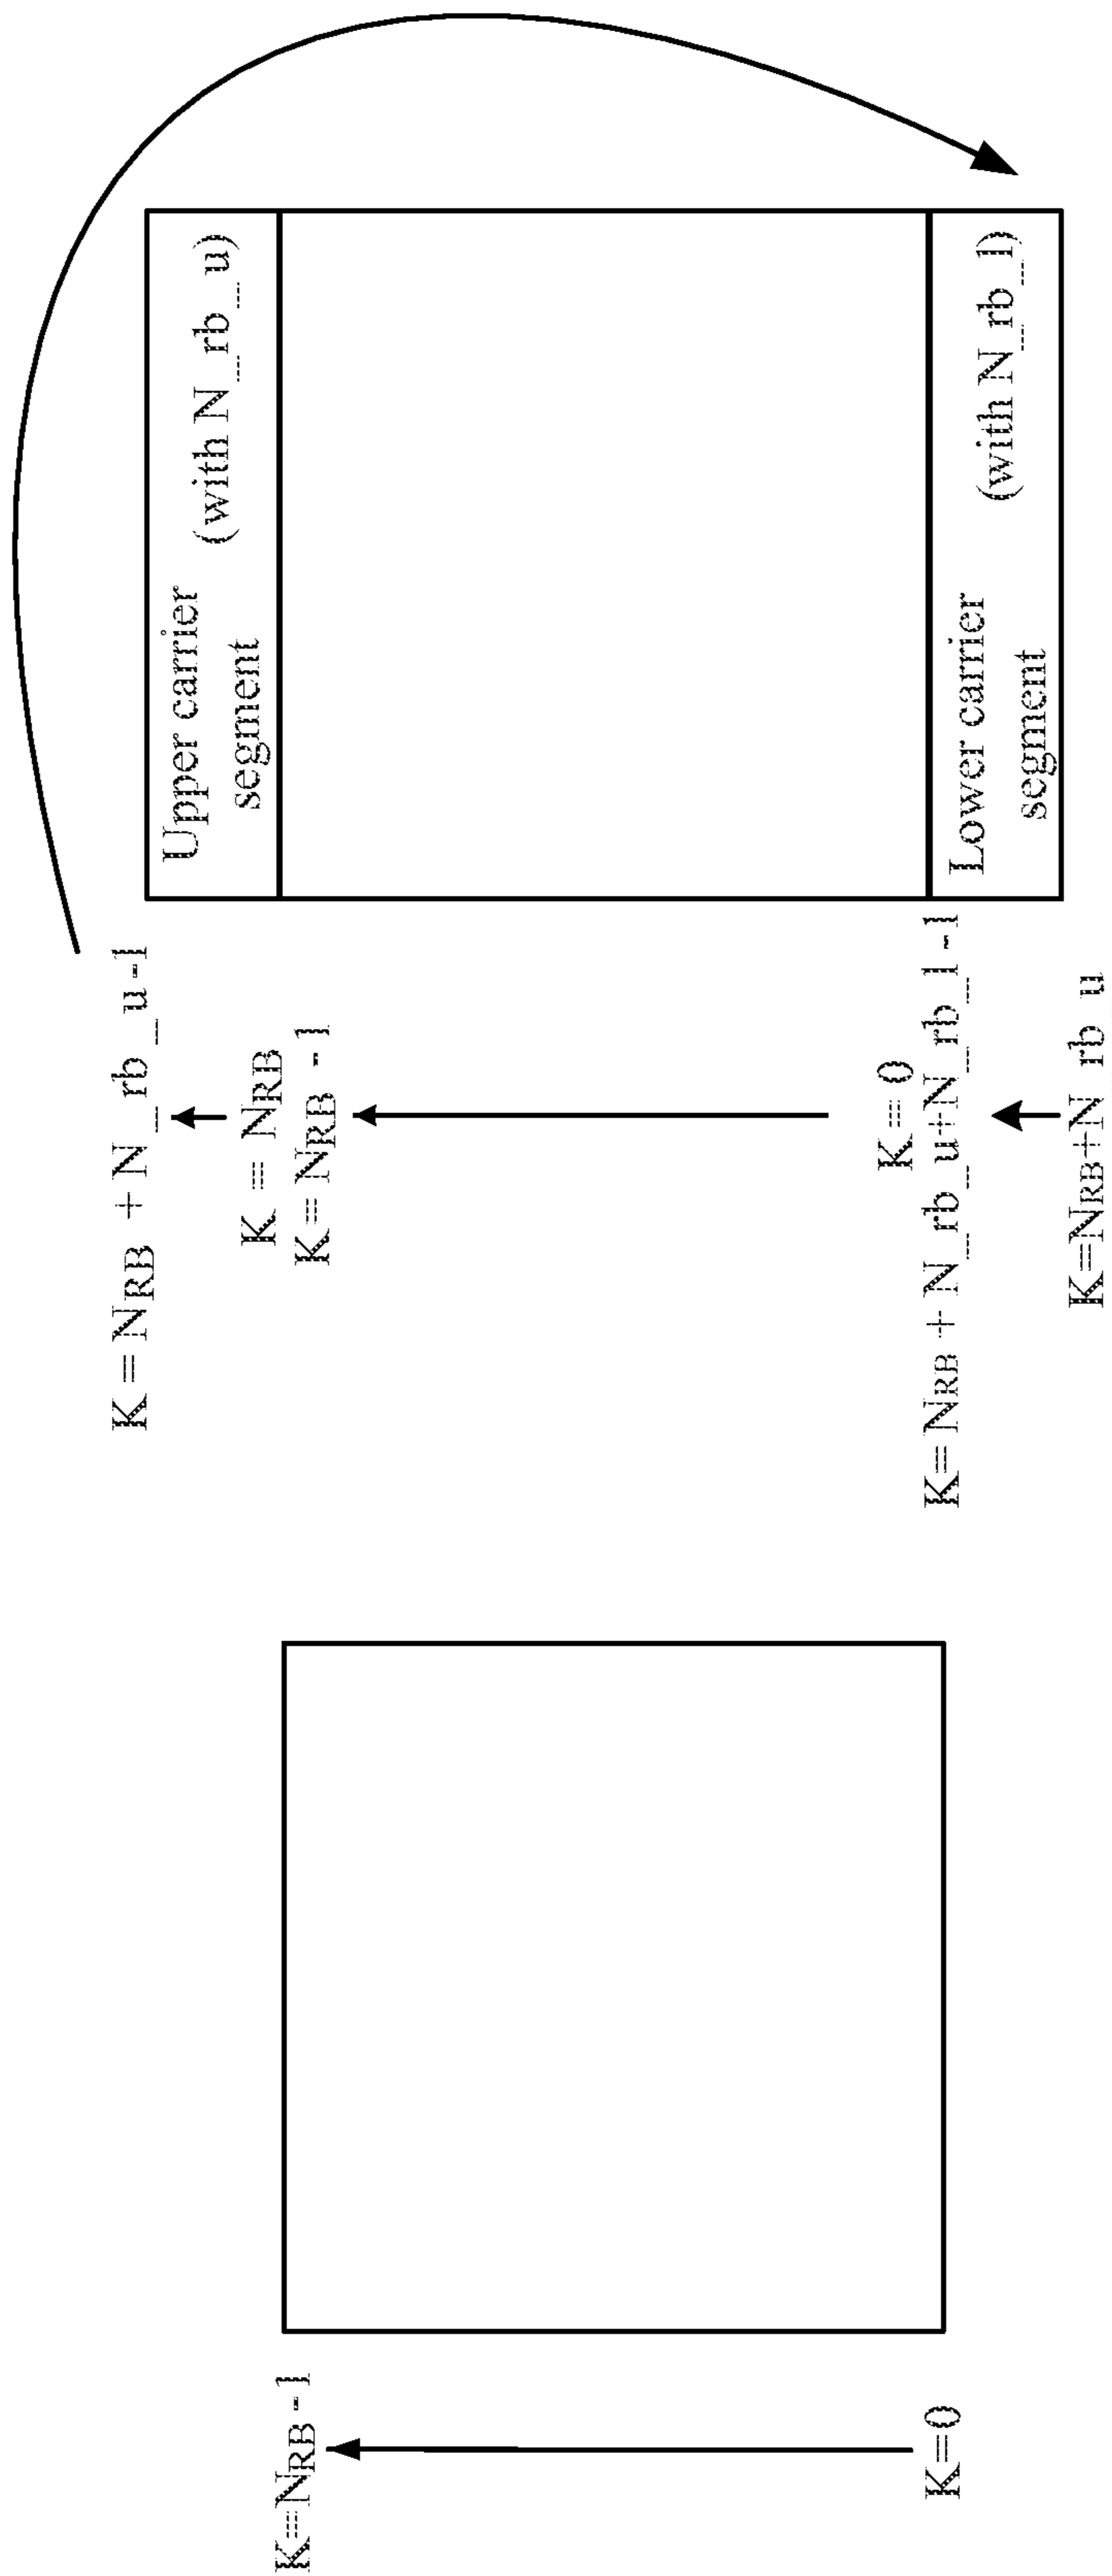 K=NRB-1
K=0
K = NRB + N_rb_u-1
K = NRB
K = NRB -1
K = 0
K=NRB + N_rb_u+N_rb_l-1
K=NRB+N_rb_u
Upper carrier
segment
(with N_rb_u)
Lower carrier
segment
(with N_rb_l)